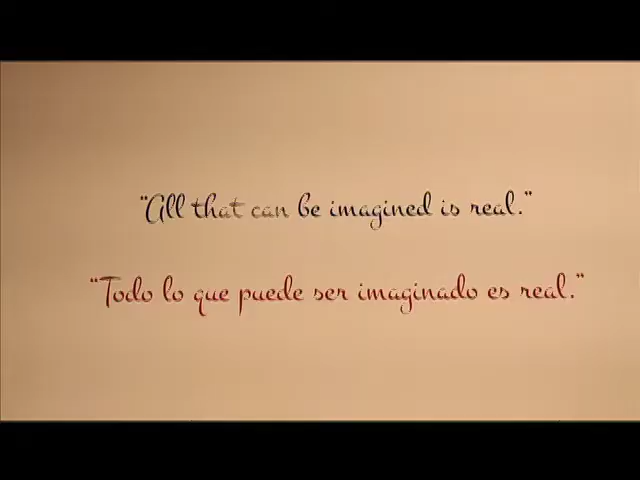 "All that can be imagined is real."
"Todo lo que puede ser imaginado es real."